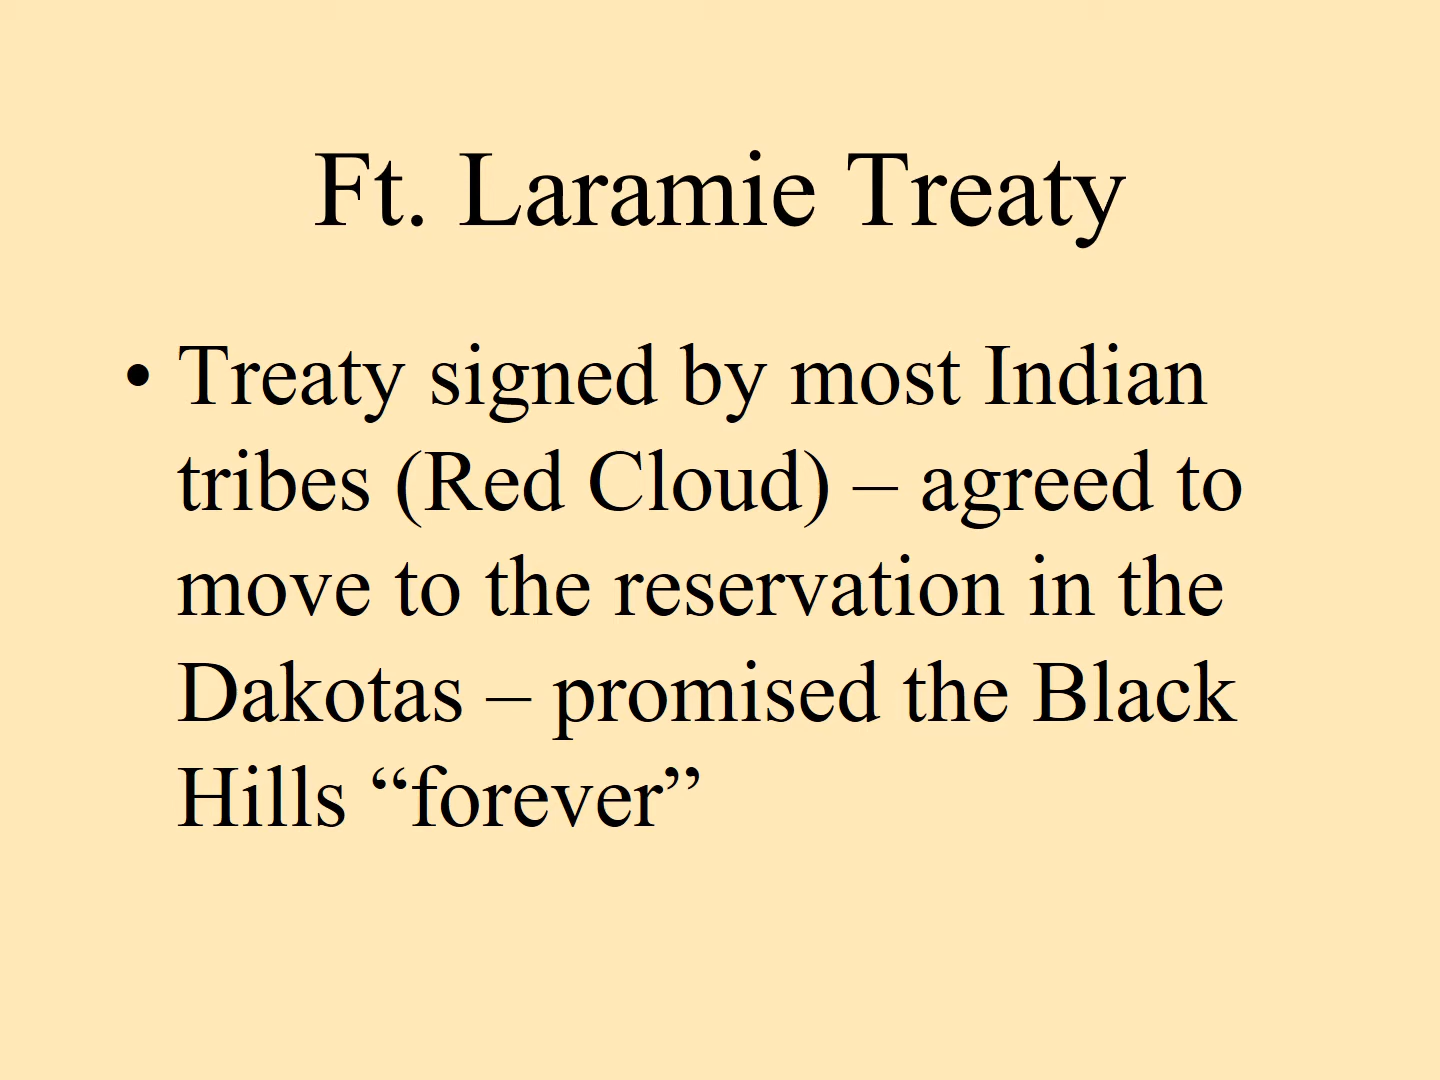 Ft. Laramie Treaty
• Treaty signed by most Indian
tribes (Red Cloud) – agreed to
move to the reservation in the
Dakotas – promised the Black
Hills “forever”